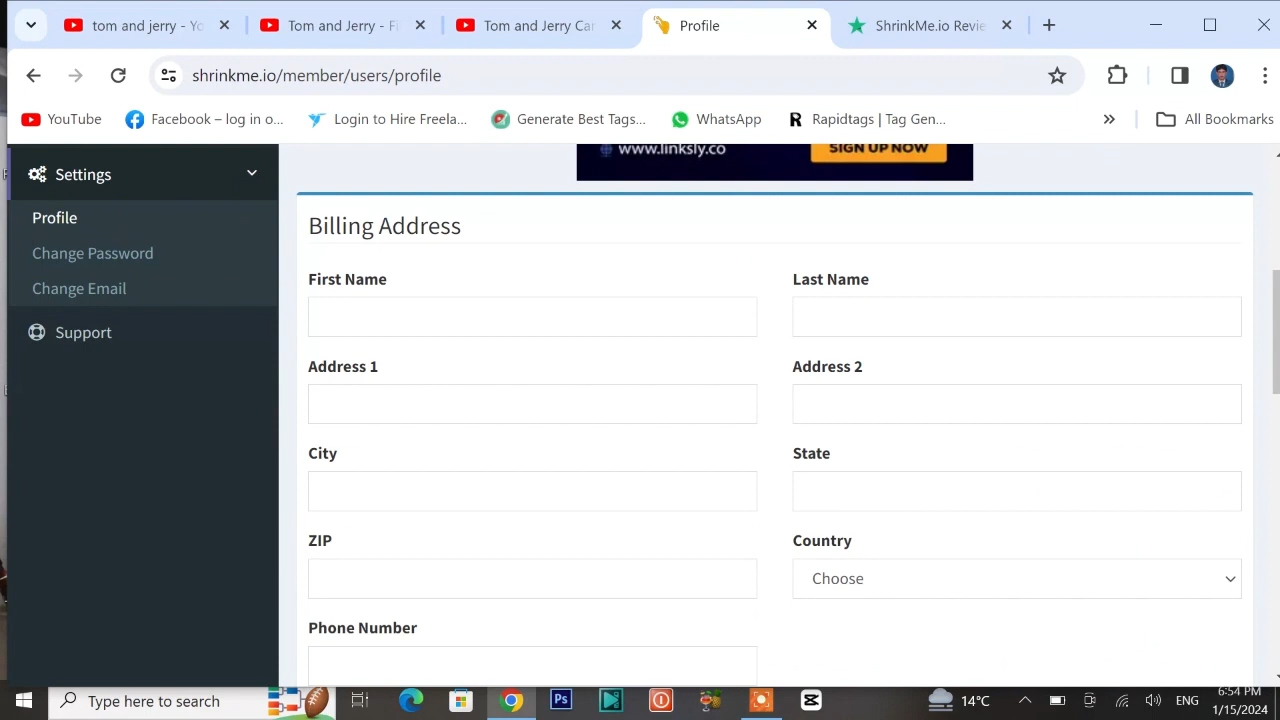 tom and jerry - Yo
Tom and Jerry - Fi
Tom and Jerry Car
Profile
ShrinkMe.io Revie
shrinkme.io/member/users/profile
YouTube
Facebook – log in o...
Login to Hire Freela...
Generate Best Tags...
WhatsApp
Rapidtags | Tag Gen...
All Bookmarks
www.linksly.co
SIGN UP NOW
Settings
Profile
Change Password
Change Email
Support
Billing Address
First Name
Last Name
Address 1
Address 2
City
State
ZIP
Country
Choose
Phone Number
Type here to search
Ps
14°C
ENG
6:54 PM
1/15/2024